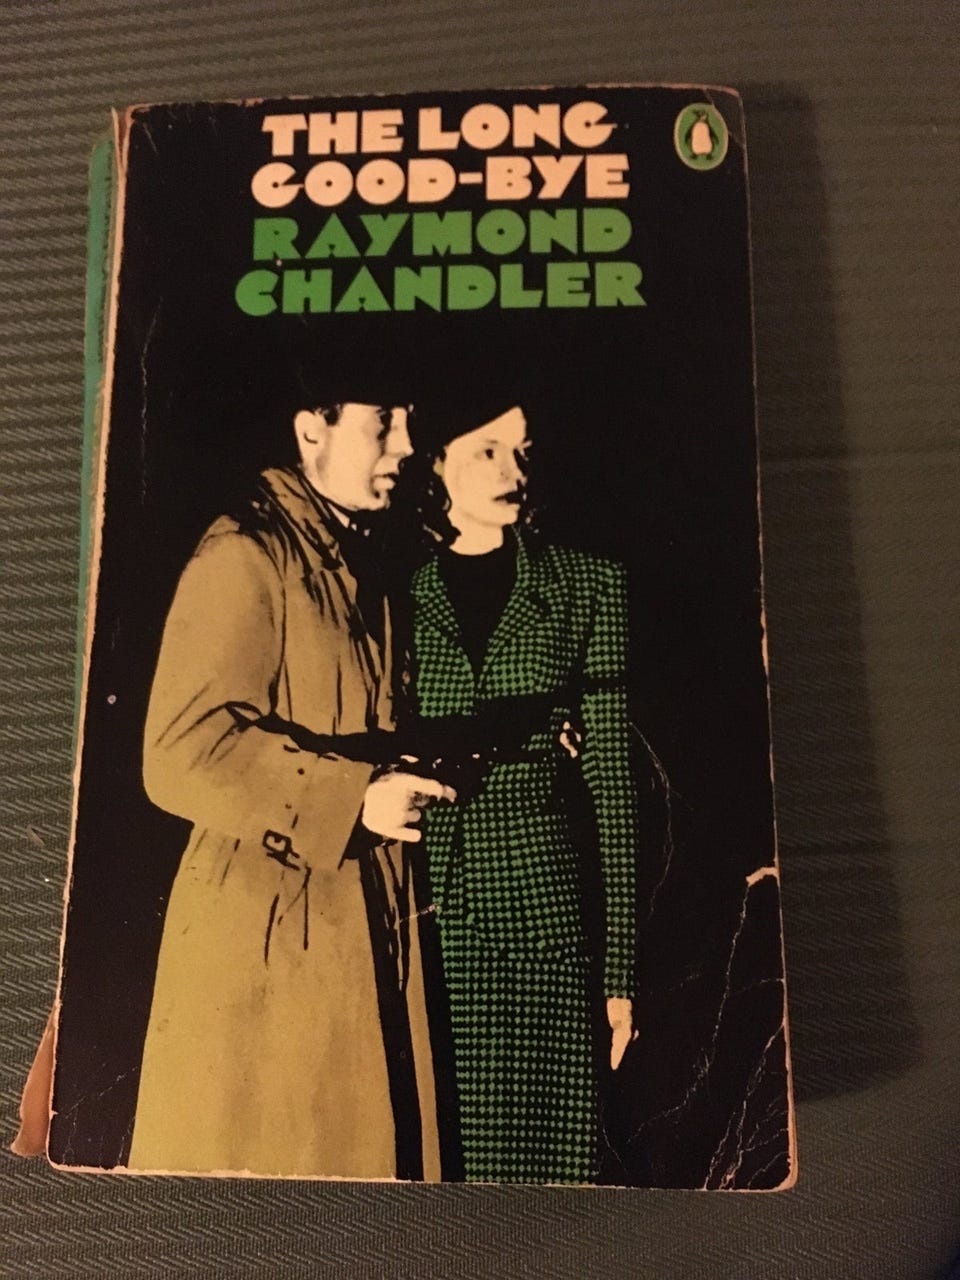 THE LONG
GOOD-BYE
RAYMOND
CHANDLER